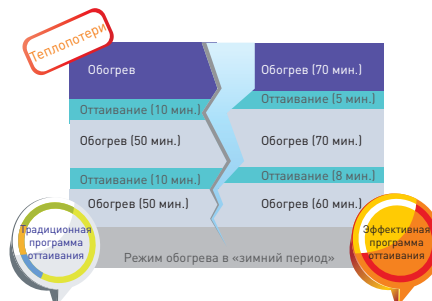 Теплопотери
Обогрев
Обогрев (70 мин.)
Оттаивание (10 мин.)
Оттаивание (5 мин.)
Обогрев (50 мин.)
Обогрев (70 мин.)
Оттаивание (10 мин.)
Оттаивание (8 мин.)
Обогрев (50 мин.)
Обогрев (60 мин.)
Традиционная
программа
оттаивания
Эффективная
программа
оттаивания
Режим обогрева в «зимний период»